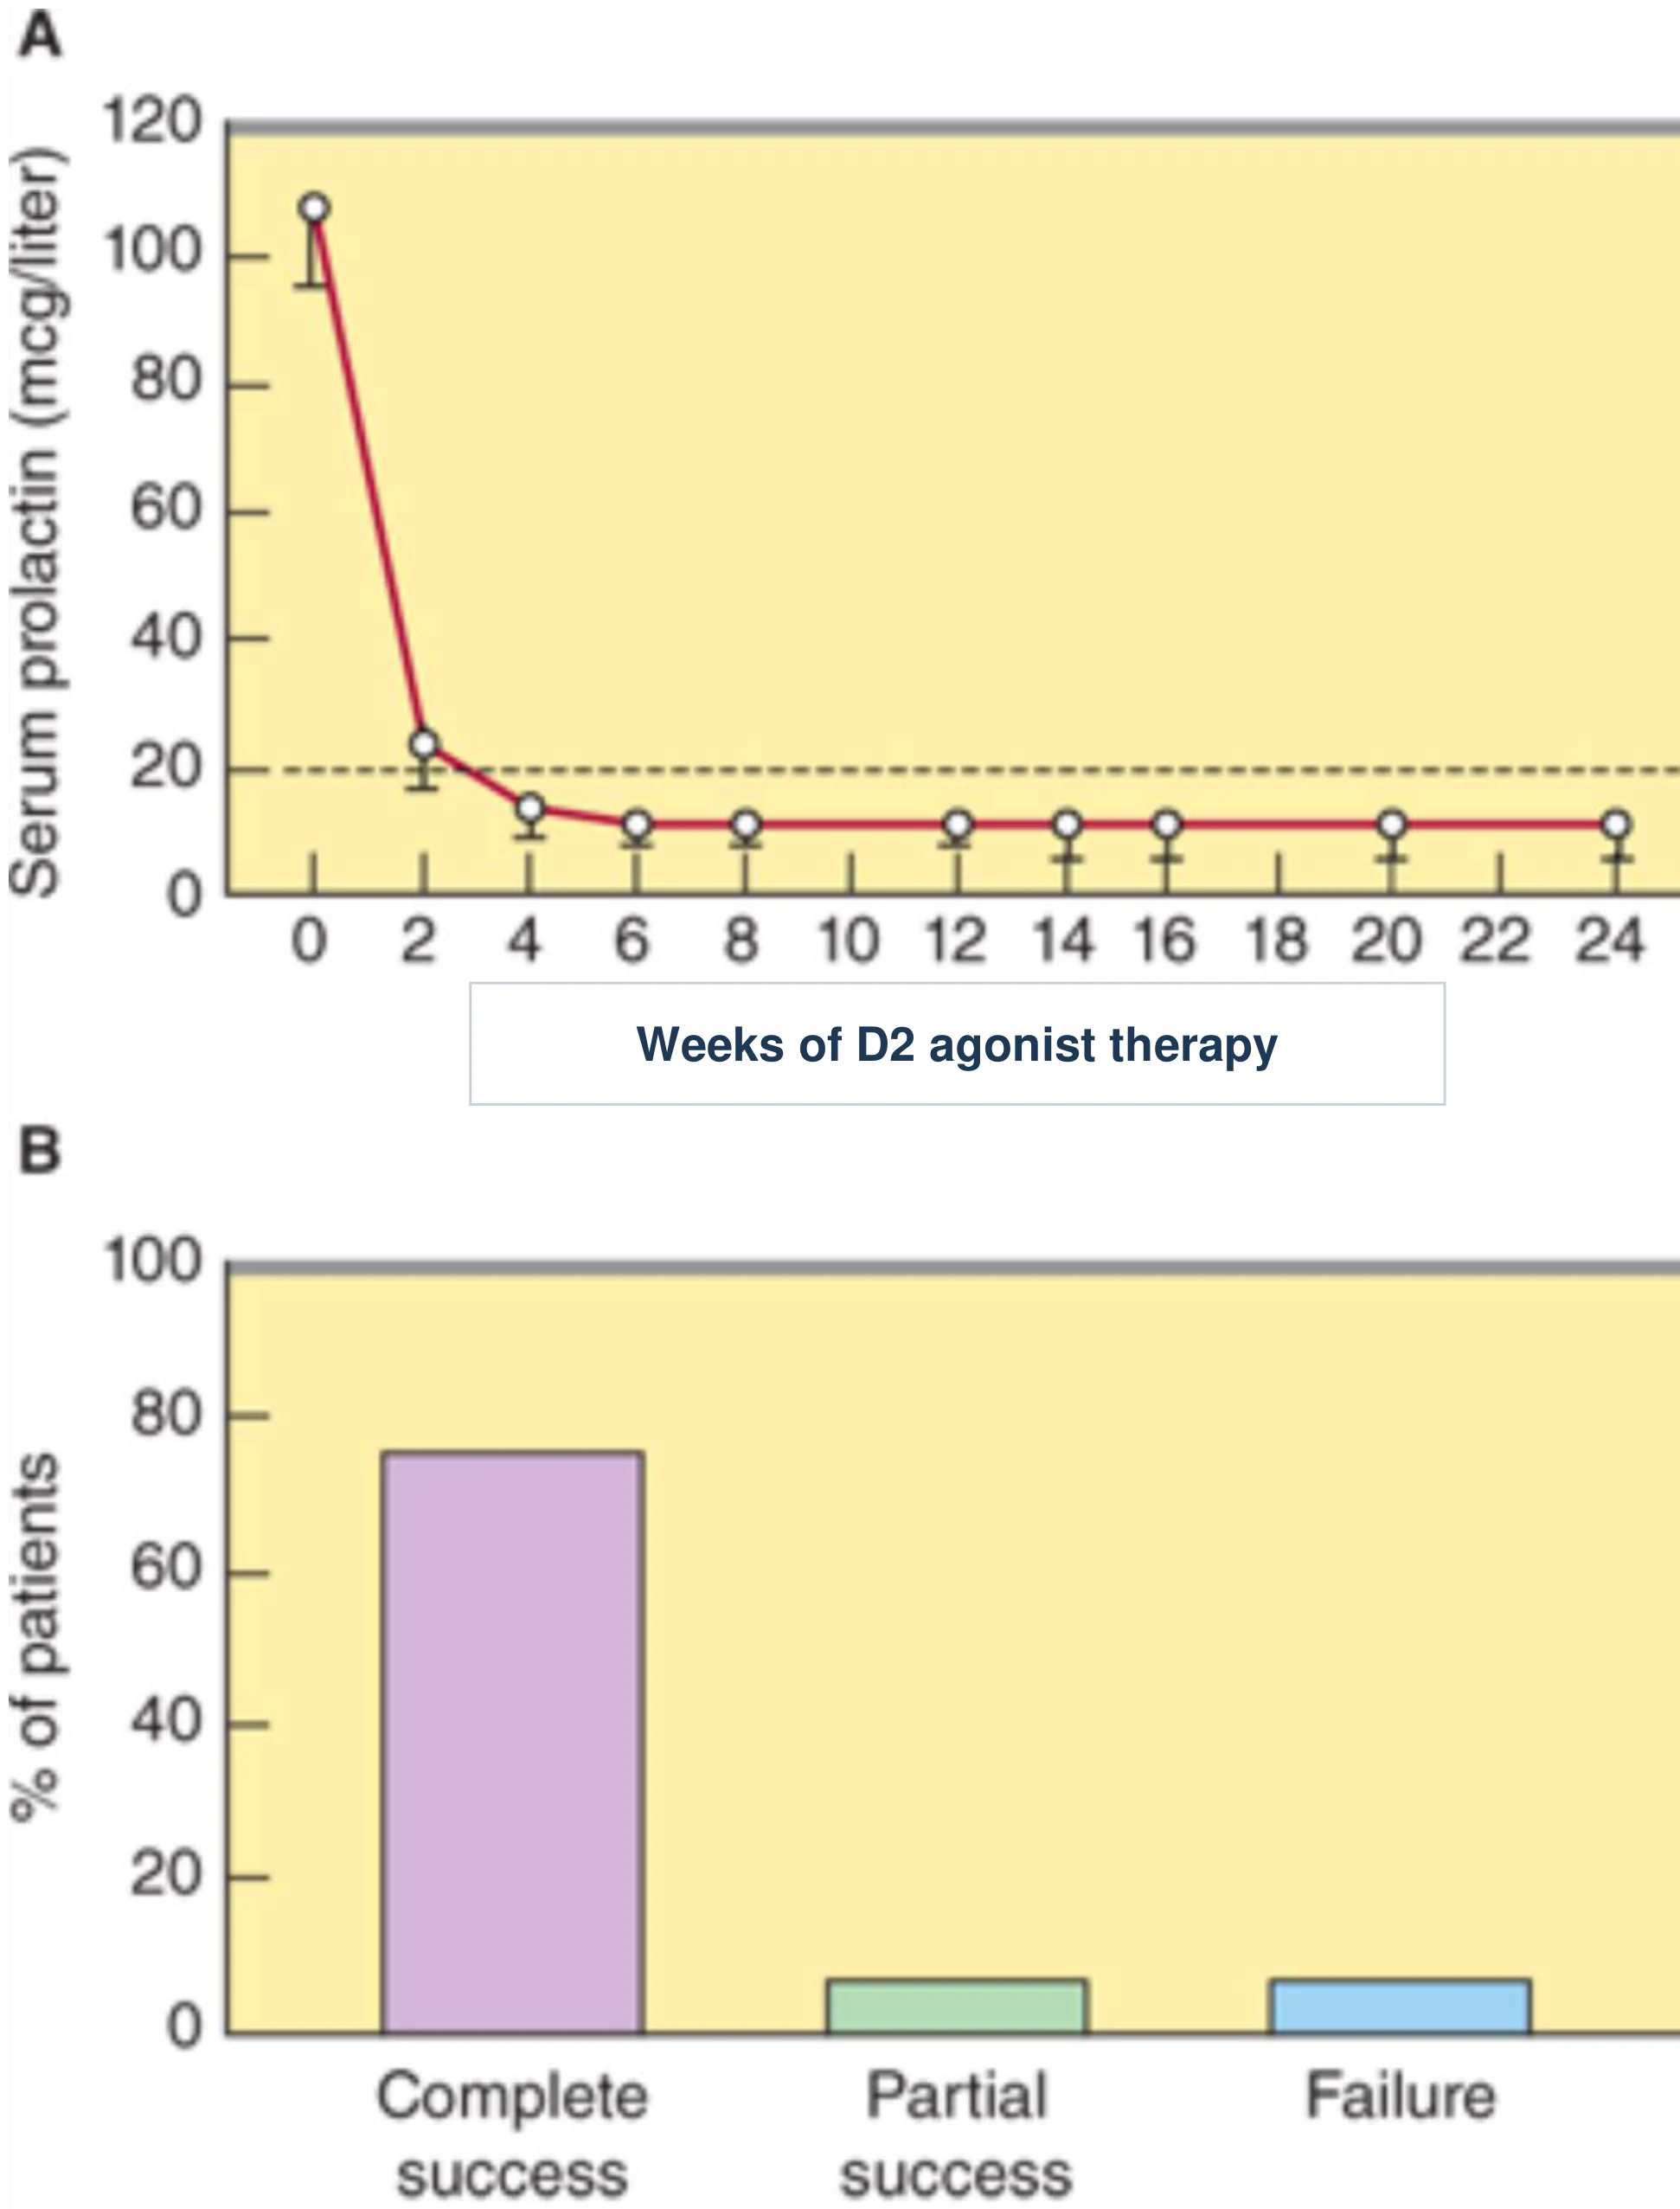 A
Serum prolactin (mcg/liter)
120
100
80
60
40
20
0
0 2 4 6 8 10 12 14 16 18 20 22 24
Weeks of D2 agonist therapy
B
% of patients
100
80
60
40
20
0
Complete success
Partial success
Failure